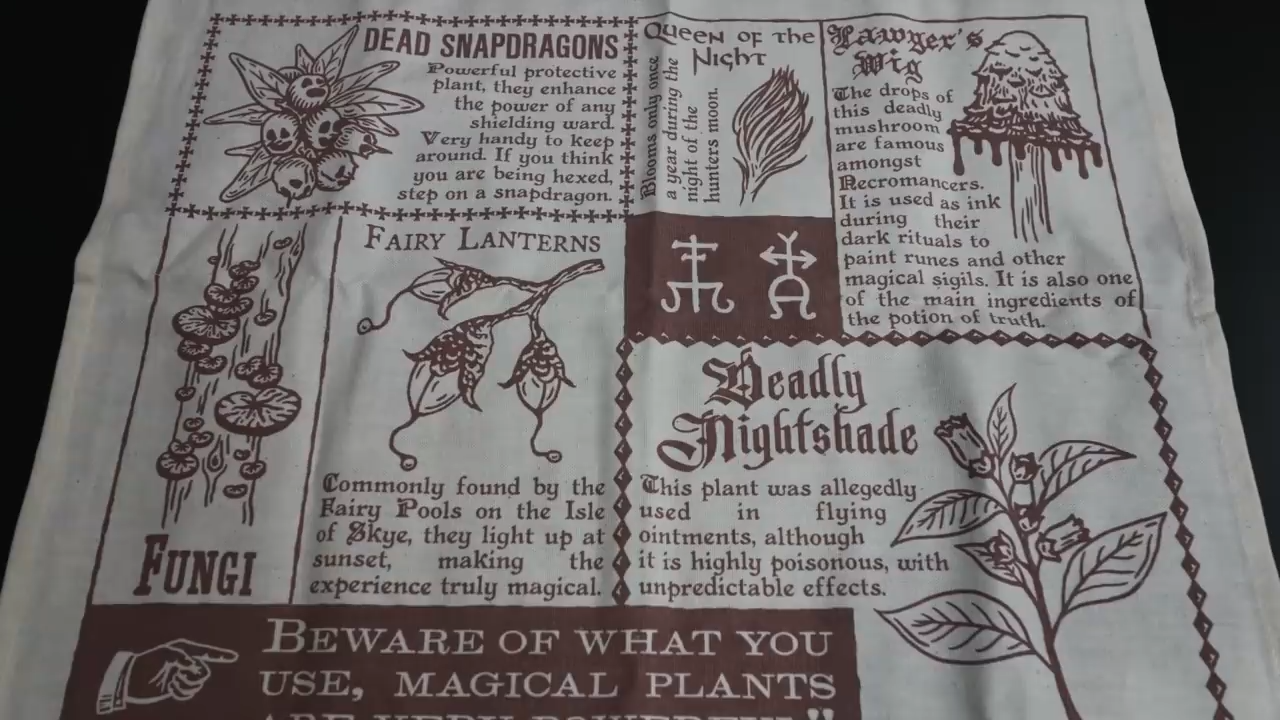 DEAD SNAPDRAGONS
Powerful protective
plant, they enhance
the power of any
shielding ward.
Very handy to keep
around. If you think
you are being hexed,
step on a snapdragon.
Queen of the
Night
Blooms only once
a year during the
night of the
hunters moon.
Lawyer's
Wig
The drops of
this deadly
mushroom
are famous
amongst
Necromancers.
It is used as ink
during their
dark rituals to
paint runes and other
magical sigils. It is also one
of the main ingredients of
the potion of truth.
FUNGI
FAIRY LANTERNS
Commonly found by the
Fairy Pools on the Isle
of Skye, they light up at
sunset, making the
experience truly magical.
Deadly
Nightshade
This plant was allegedly
used in flying
ointments, although
it is highly poisonous, with
unpredictable effects.
BEWARE OF WHAT YOU
USE, MAGICAL PLANTS
ARE VERY POWERFUL"